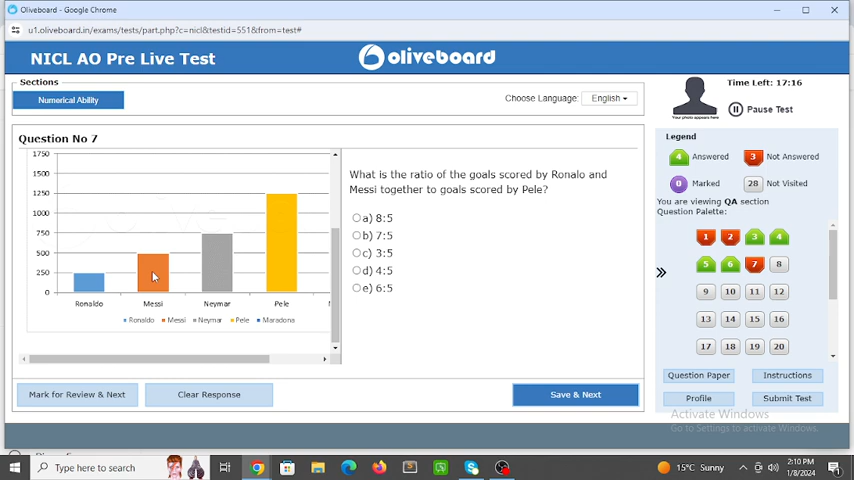 Oliveboard - Google Chrome
u1.oliveboard.in/exams/tests/part.php?c=nicl&testid=551&from=test#
NICL AO Pre Live Test
oliveboard
Sections
Numerical Ability
Choose Language: English
Your photo appears here
Time Left: 17:16
Pause Test
Question No 7
1750
1500
1250
1000
750
500
250
0
Ronaldo Messi Neymar Pele
Ronaldo Messi Neymar Pele Maradona
What is the ratio of the goals scored by Ronalo and
Messi together to goals scored by Pele?
a) 8:5
b) 7:5
c) 3:5
d) 4:5
e) 6:5
Legend
4 Answered 3 Not Answered
0 Marked 28 Not Visited
You are viewing QA section
Question Palette:
1 2 3 4
5 6 7 8
9 10 11 12
13 14 15 16
17 18 19 20
Mark for Review & Next Clear Response Save & Next
Question Paper Instructions
Profile Submit Test
Activate Windows
Go to Settings to activate Windows.
Type here to search
15°C Sunny
2:10 PM
1/8/2024